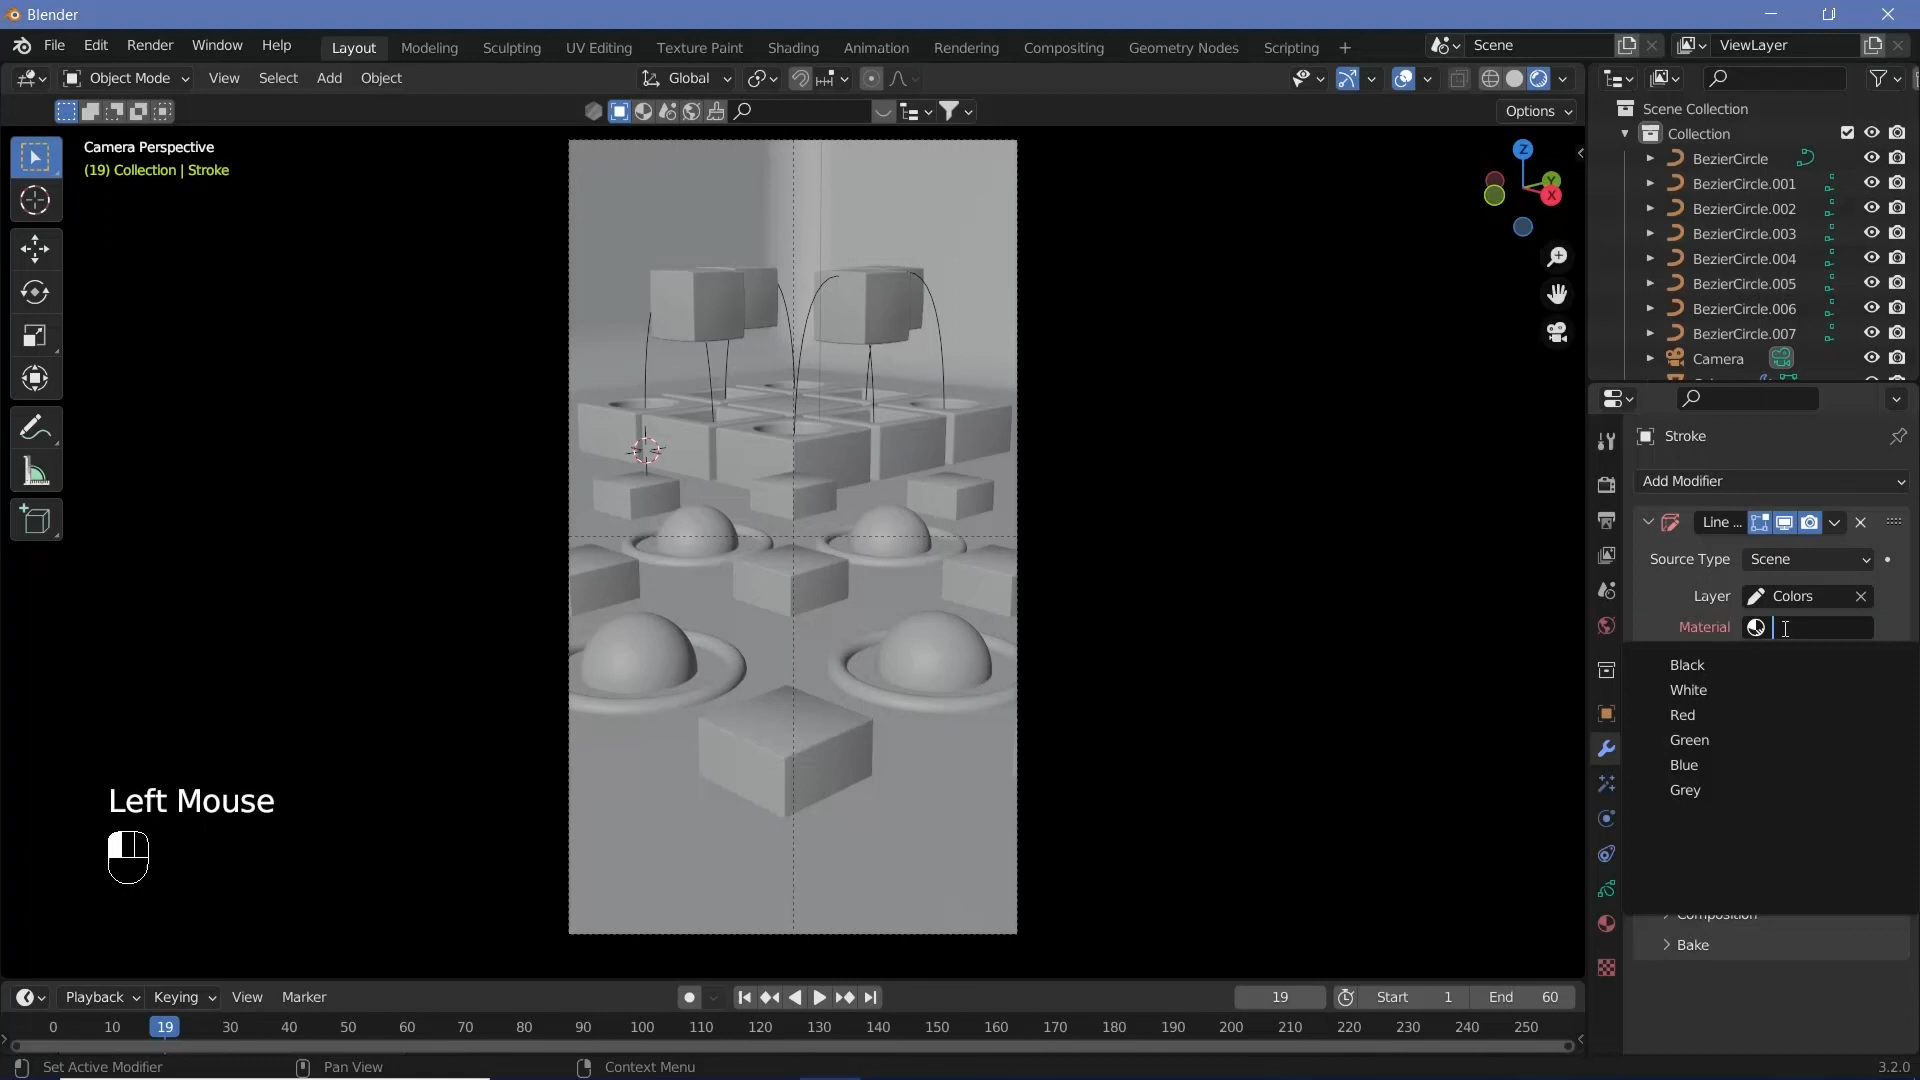 Blender
File Edit Render Window Help
Layout Modeling Sculpting UV Editing Texture Paint Shading Animation Rendering Compositing Geometry Nodes Scripting +
Scene
ViewLayer
Object Mode View Select Add Object
Global
Options
Camera Perspective
(19) Collection | Stroke
Z
Y
X
Scene Collection
Collection
BezierCircle
BezierCircle.001
BezierCircle.002
BezierCircle.003
BezierCircle.004
BezierCircle.005
BezierCircle.006
BezierCircle.007
Camera
Stroke
Add Modifier
Line ...
Source Type Scene
Layer Colors
Material
Black
White
Red
Green
Blue
Grey
Composition
Bake
Left Mouse
Playback Keying View Marker
19
Start 1
End 60
0 10 19 30 40 50 60 70 80 90 100 110 120 130 140 150 160 170 180 190 200 210 220 230 240 250
Set Active Modifier
Pan View
Context Menu
3.2.0